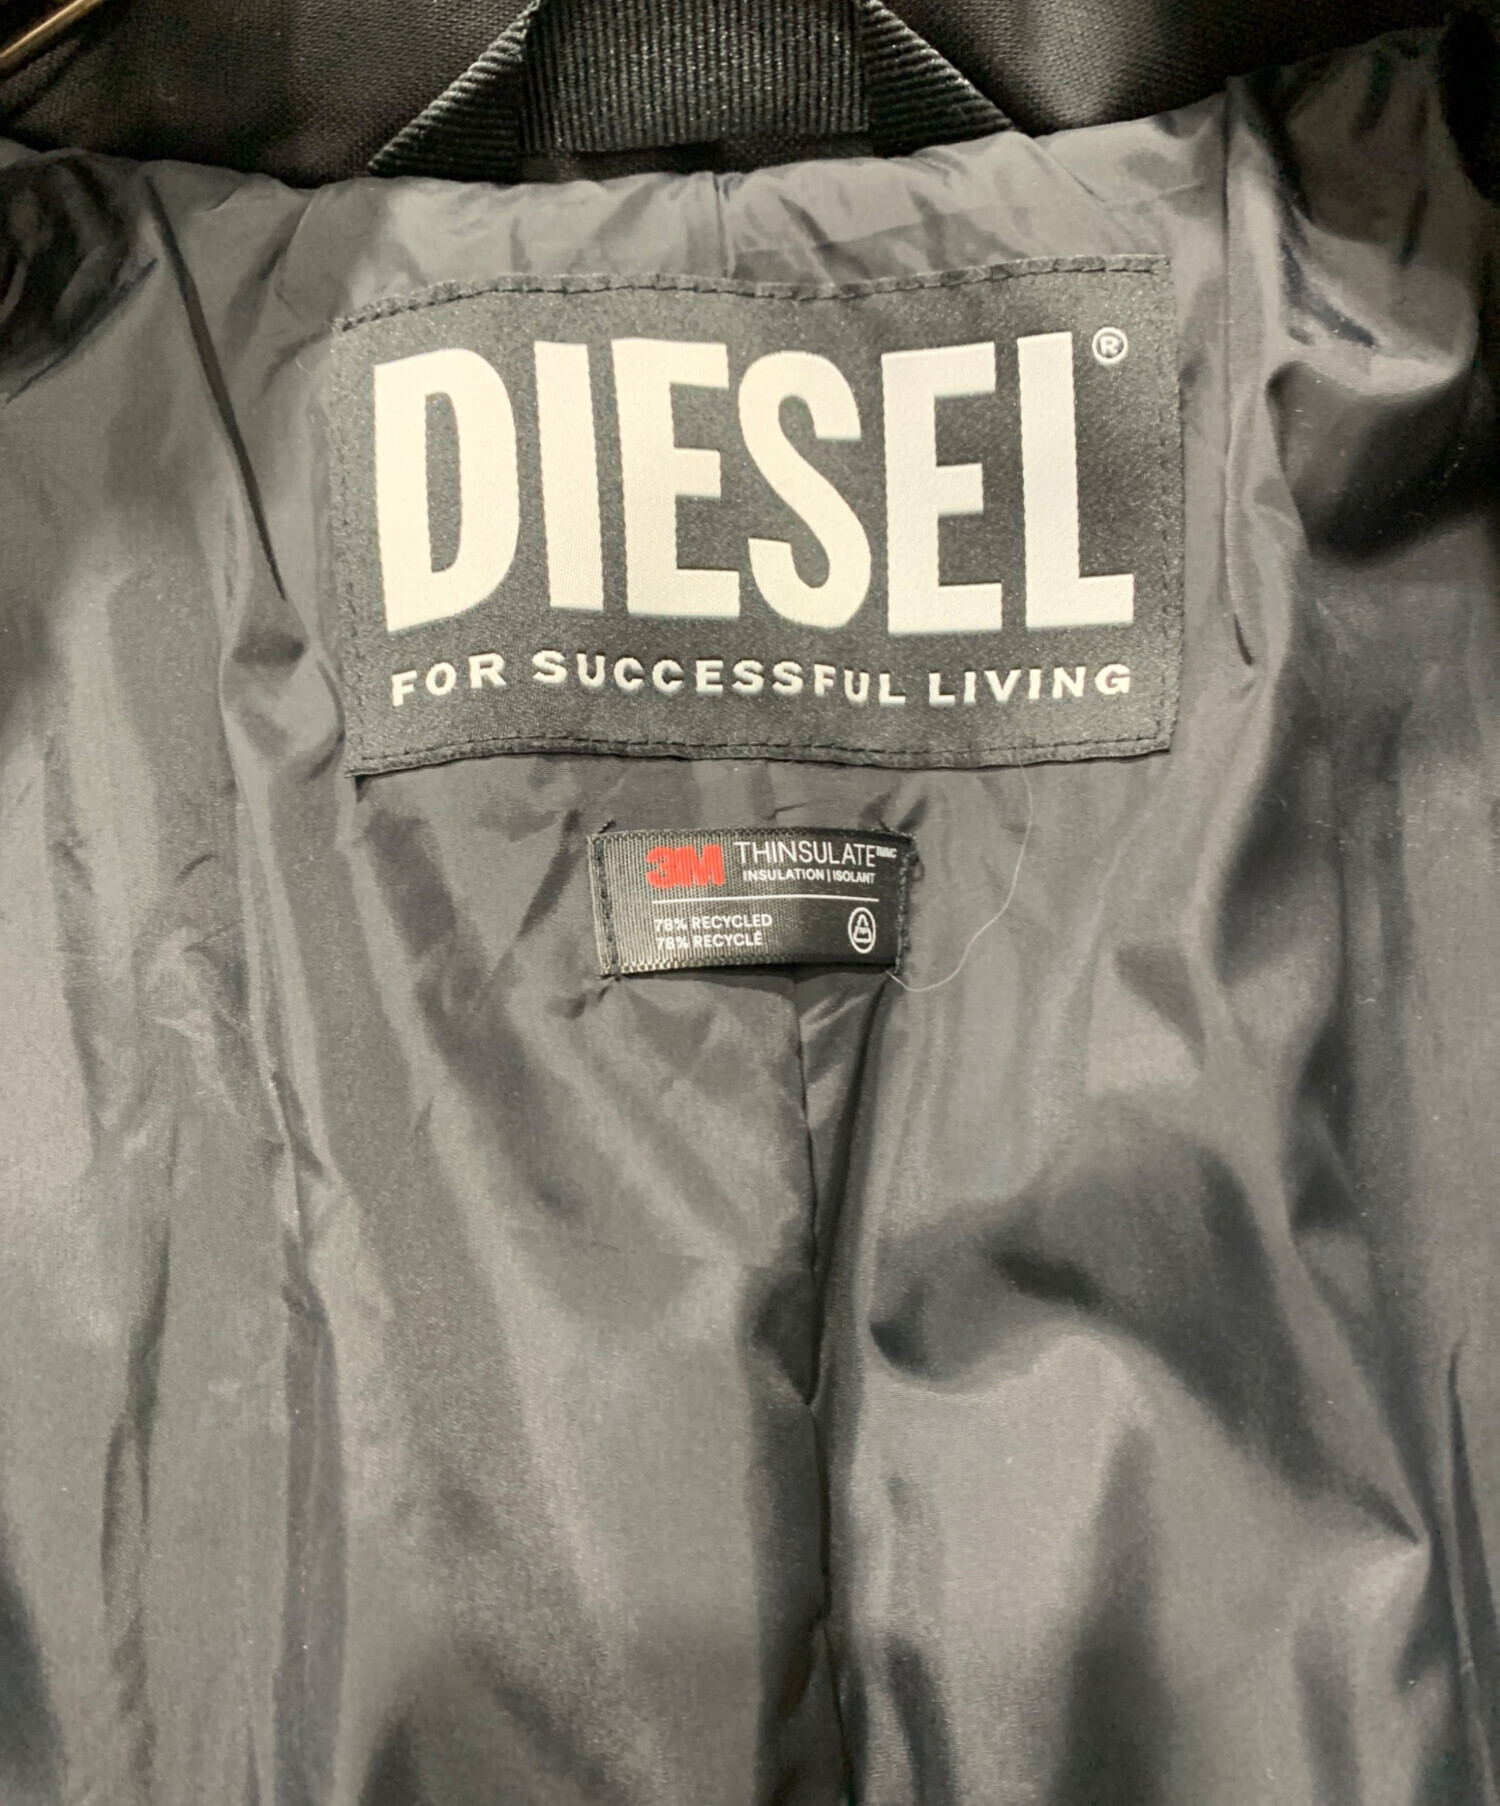 DIESEL®
FOR SUCCESSFUL LIVING
3M THINSULATE
INSULATION | ISOLANT
78% RECYCLED
78% RECYCLÉ